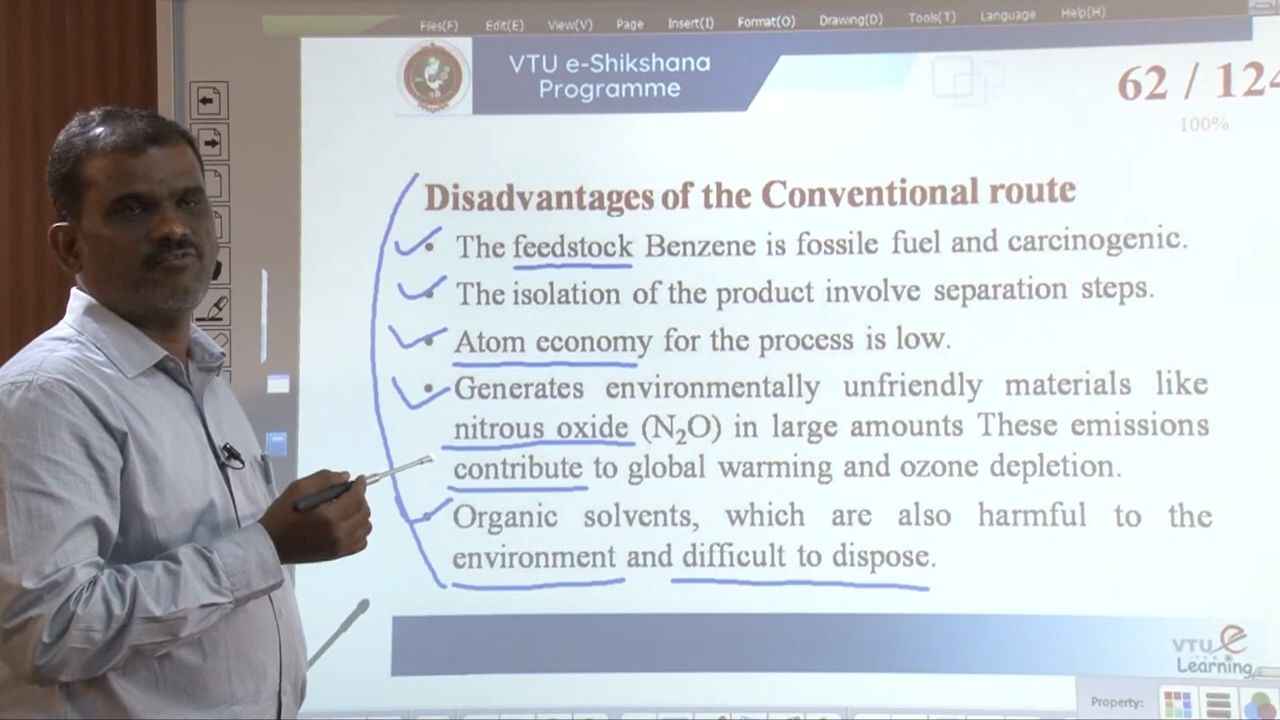 Files(F) Edit(E) View(V) Page Insert(I) Format(O) Drawing(D) Tools(T) Language Help(H)
VTU e-Shikshana
Programme
62 / 124
100%
Disadvantages of the Conventional route
• The feedstock Benzene is fossile fuel and carcinogenic.
• The isolation of the product involve separation steps.
• Atom economy for the process is low.
• Generates environmentally unfriendly materials like
nitrous oxide (N₂O) in large amounts These emissions
contribute to global warming and ozone depletion.
• Organic solvents, which are also harmful to the
environment and difficult to dispose.
VTU e
Learning
Property: